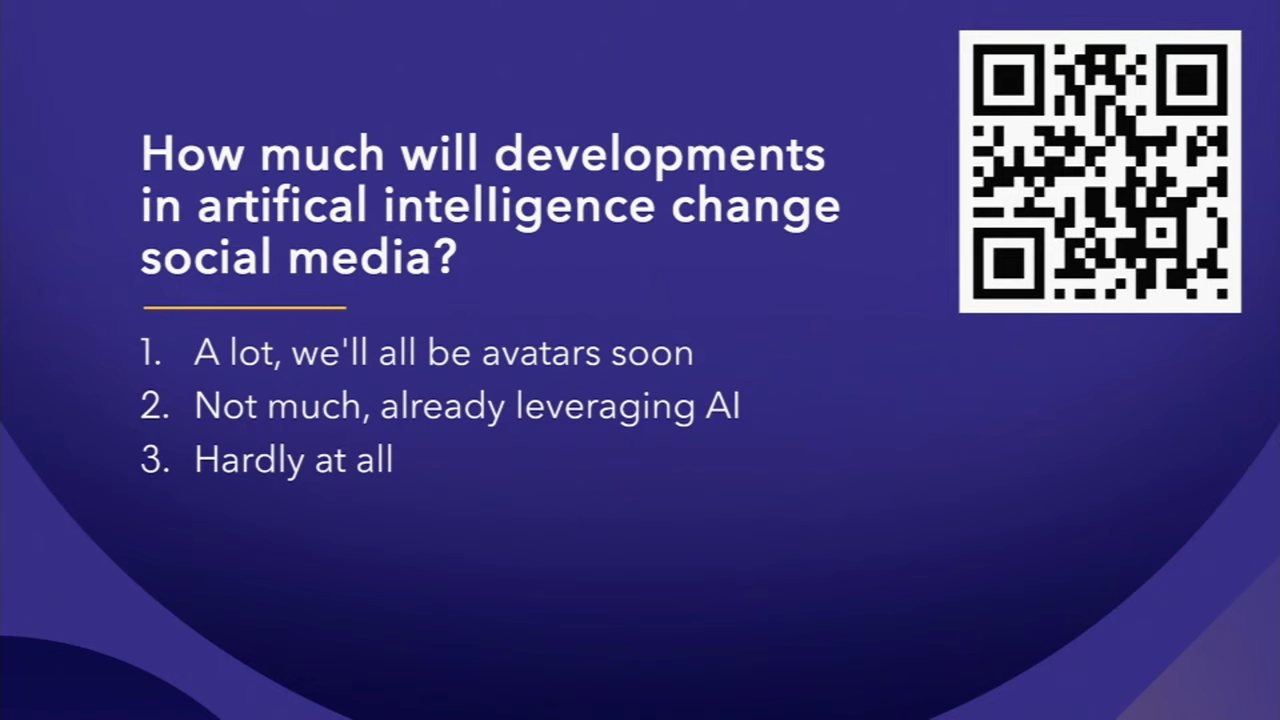 How much will developments
in artifical intelligence change
social media?
1. A lot, we'll all be avatars soon
2. Not much, already leveraging AI
3. Hardly at all